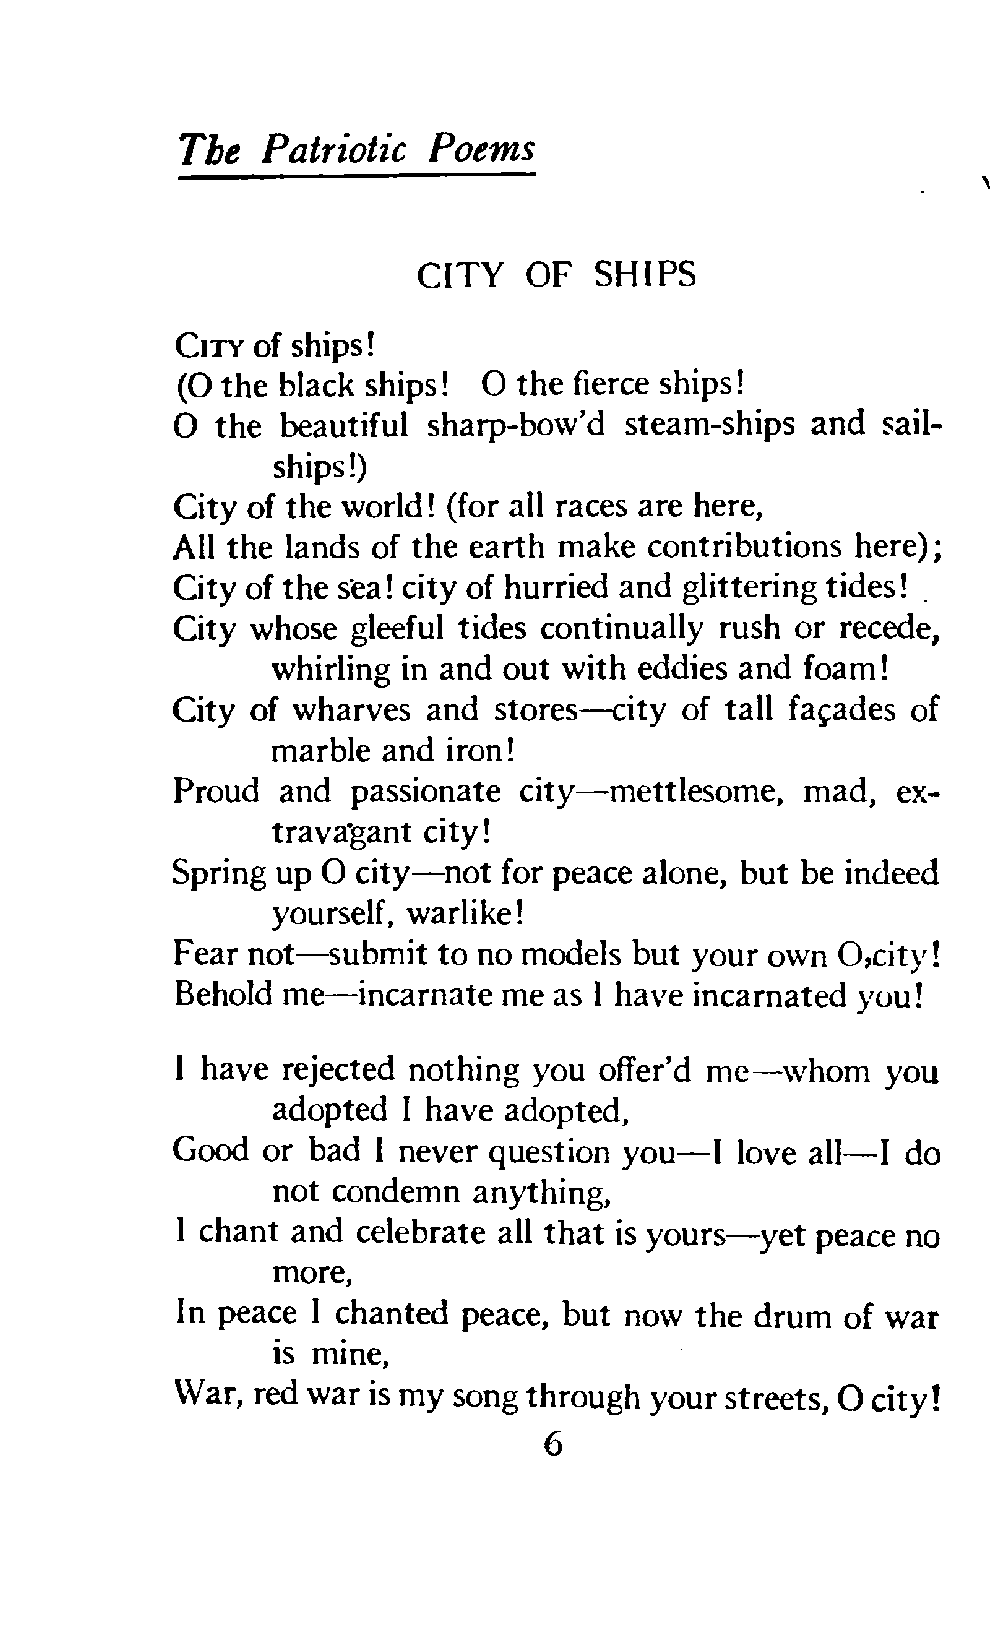 The Patriotic Poems
CITY OF SHIPS
CITY of ships!
(O the black ships! O the fierce ships!
O the beautiful sharp-bow'd steam-ships and sail-
ships!)
City of the world! (for all races are here,
All the lands of the earth make contributions here);
City of the sea! city of hurried and glittering tides!
City whose gleeful tides continually rush or recede,
whirling in and out with eddies and foam!
City of wharves and stores—city of tall façades of
marble and iron!
Proud and passionate city—mettlesome, mad, ex-
travagant city!
Spring up O city—not for peace alone, but be indeed
yourself, warlike!
Fear not—submit to no models but your own O city!
Behold me—incarnate me as I have incarnated you!
I have rejected nothing you offer'd me—whom you
adopted I have adopted,
Good or bad I never question you—I love all—I do
not condemn anything,
I chant and celebrate all that is yours—yet peace no
more,
In peace I chanted peace, but now the drum of war
is mine,
War, red war is my song through your streets, O city!
6